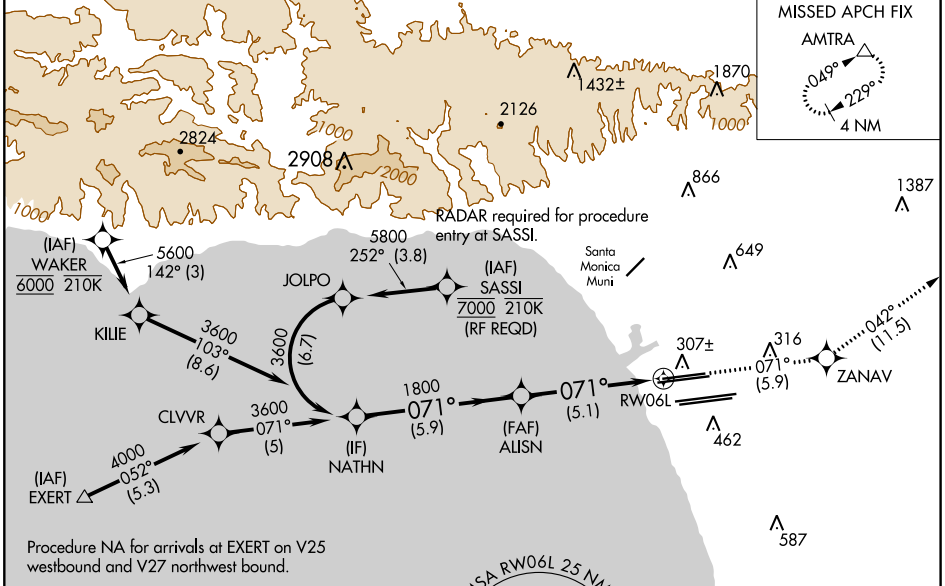 MISSED APCH FIX
AMTRA
049°
229°
4 NM
1432±
1870
1000
2126
1000
2824
2908
2000
1000
866
1387
649
RADAR required for procedure
entry at SASSI.
Santa
Monica
Muni
(IAF)
WAKER
6000 210K
5600
142° (3)
KILIE
5800
252° (3.8)
JOLPO
(IAF)
SASSI
7000 210K
(RF REQD)
3600
(6.7)
3600
103°
(8.6)
042°
(11.5)
307±
316
071°
(5.9)
ZANAV
RW06L
462
587
CLVVR
3600
071°
(5)
1800
071°
(5.9)
071°
(5.1)
(IF)
NATHN
(FAF)
ALISN
4000
052°
(5.3)
(IAF)
EXERT
Procedure NA for arrivals at EXERT on V25
westbound and V27 northwest bound.
MSA RW06L 25 NM